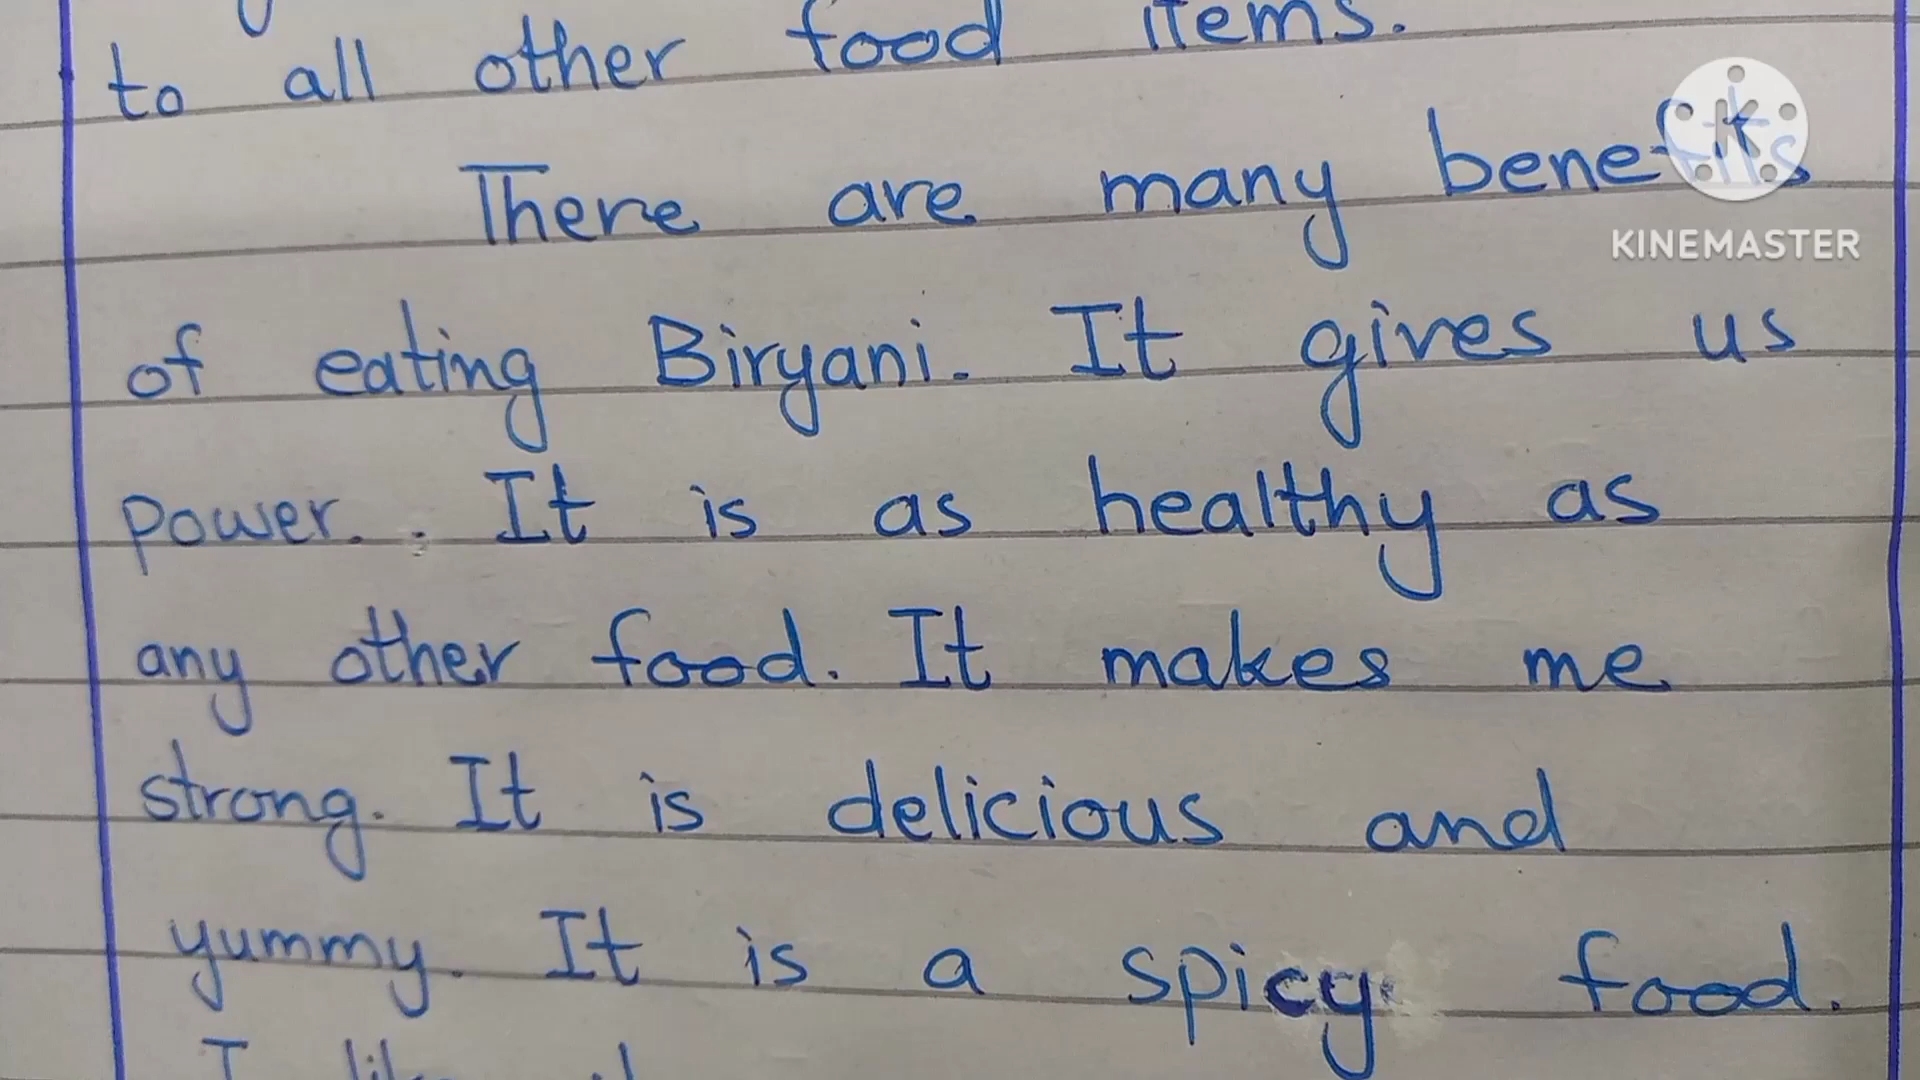 to all other food items.
There are many benefits
KINEMASTER
of eating Biryani. It gives us
power. It is as healthy as
any other food. It makes me
strong. It is delicious and
yummy. It is a spicy food.
I